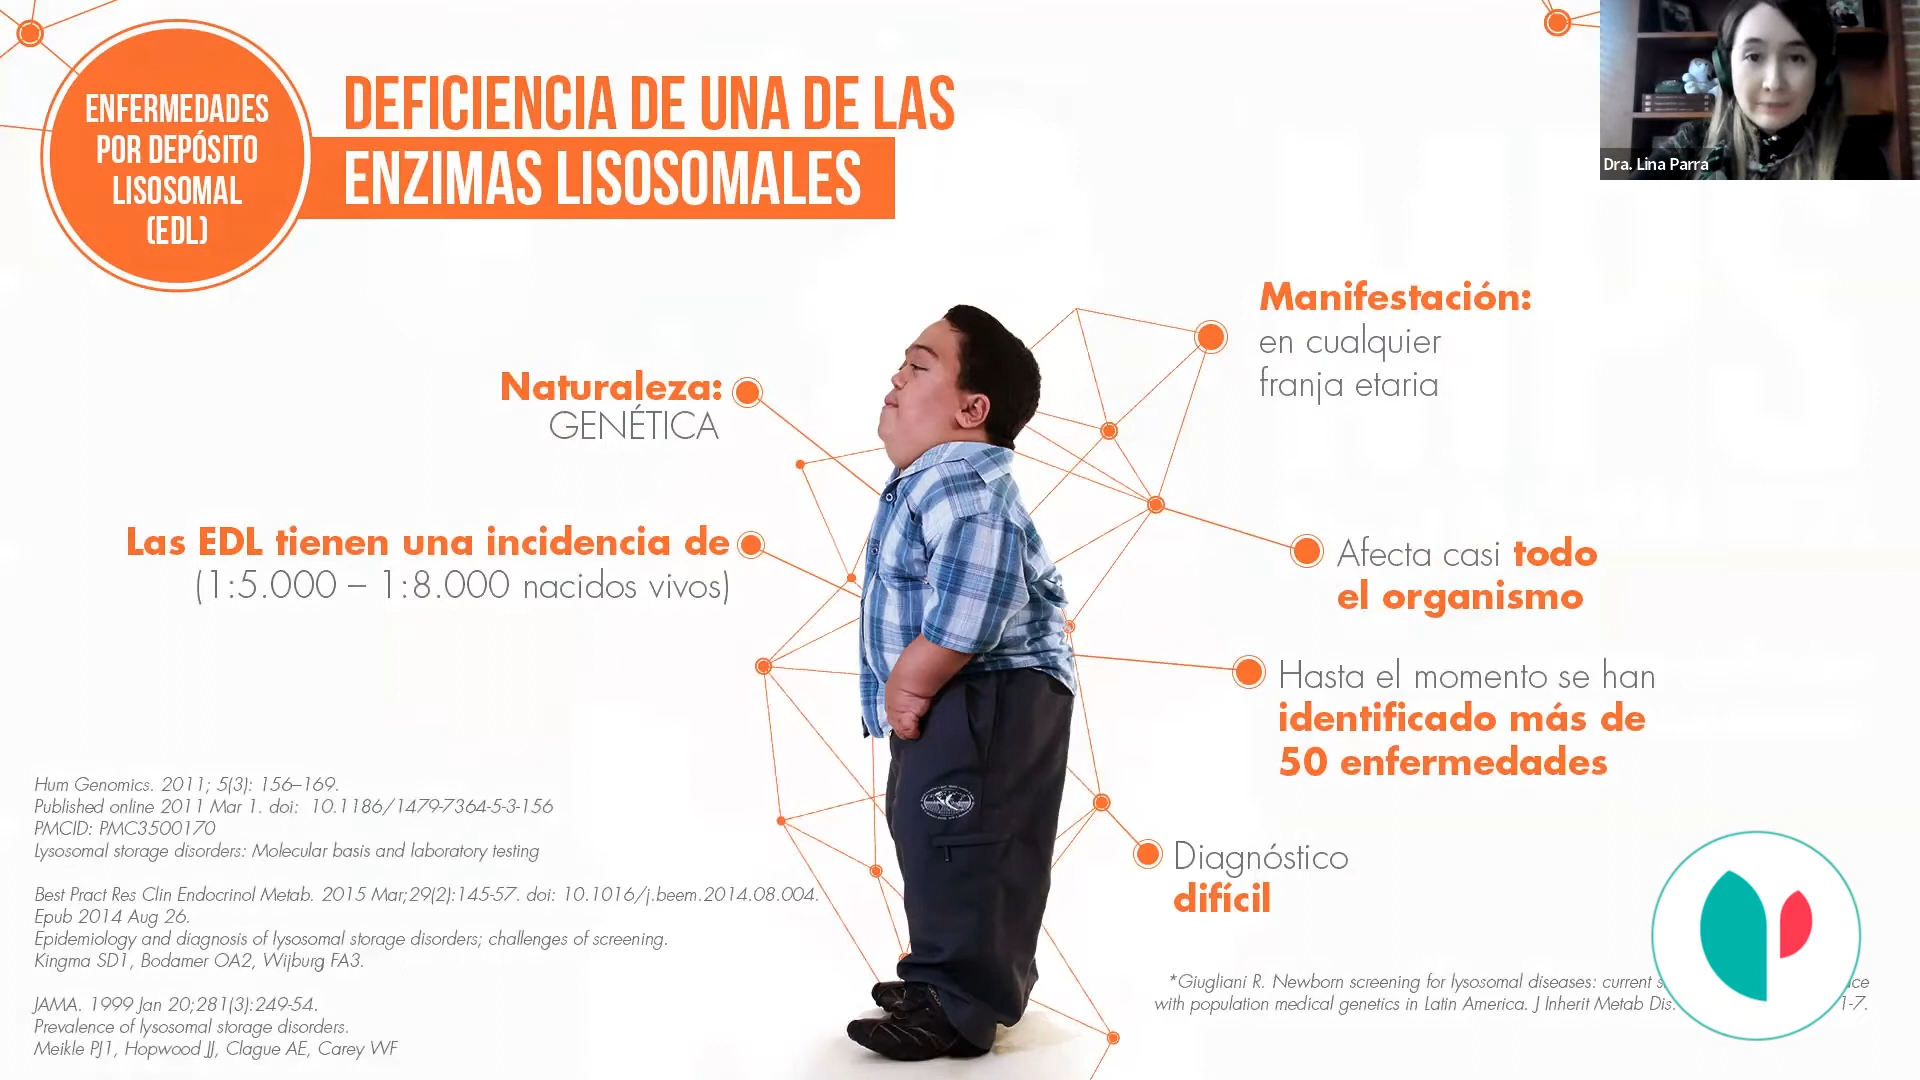 ENFERMEDADES
POR DEPÓSITO
LISOSOMAL
(EDL)
DEFICIENCIA DE UNA DE LAS
ENZIMAS LISOSOMALES
Dra. Lina Parra
Manifestación:
en cualquier
franja etaria
Naturaleza:
GENÉTICA
Las EDL tienen una incidencia de
(1:5.000 – 1:8.000 nacidos vivos)
Afecta casi todo
el organismo
Hasta el momento se han
identificado más de
50 enfermedades
Diagnóstico
difícil
Hum Genomics. 2011; 5(3): 156–169.
Published online 2011 Mar 1. doi: 10.1186/1479-7364-5-3-156
PMCID: PMC3500170
Lysosomal storage disorders: Molecular basis and laboratory testing
Best Pract Res Clin Endocrinol Metab. 2015 Mar;29(2):145-57. doi: 10.1016/j.beem.2014.08.004.
Epub 2014 Aug 26.
Epidemiology and diagnosis of lysosomal storage disorders; challenges of screening.
Kingma SD1, Bodamer OA2, Wijburg FA3.
JAMA. 1999 Jan 20;281(3):249-54.
Prevalence of lysosomal storage disorders.
Meikle PJ1, Hopwood JJ, Clague AE, Carey WF
*Giugliani R. Newborn screening for lysosomal diseases: current
with population medical genetics in Latin America. J Inherit Metab Dis. 1-7.